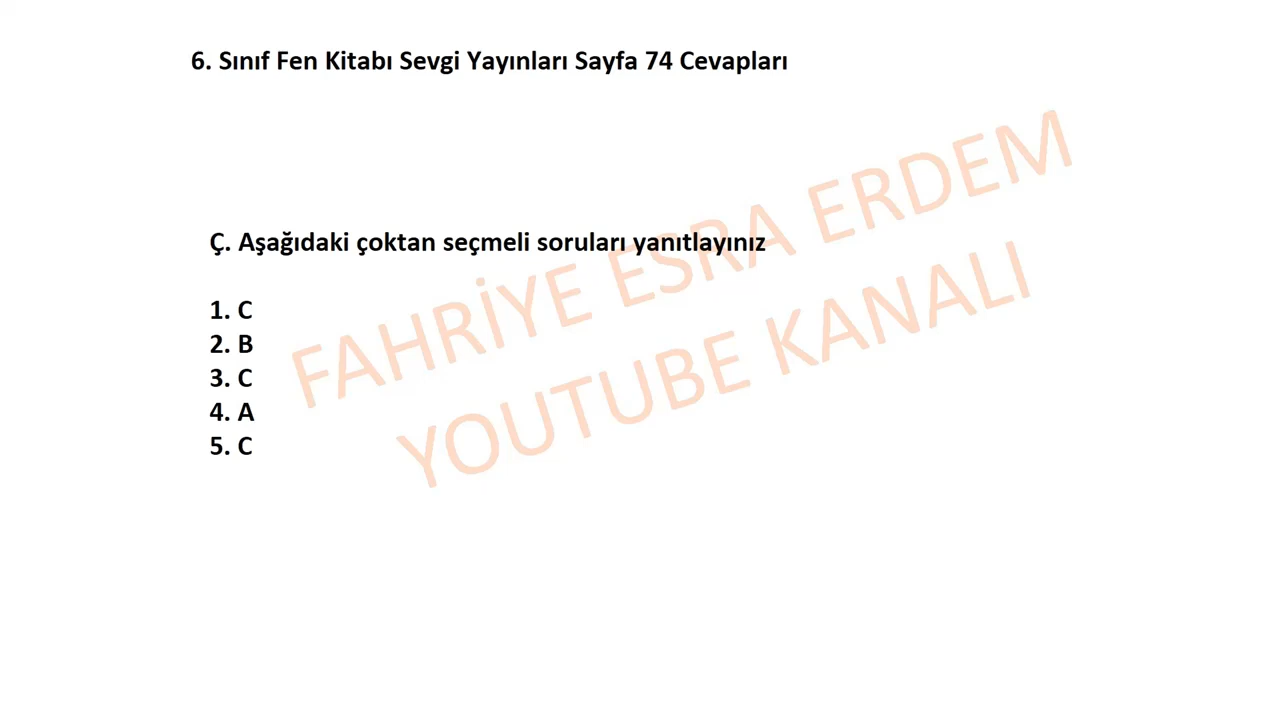 6. Sınıf Fen Kitabı Sevgi Yayınları Sayfa 74 Cevapları
Ç. Aşağıdaki çoktan seçmeli soruları yanıtlayınız
1. C
2. B
3. C
4. A
5. C
FAHRİYE ESRA ERDEM
YOUTUBE KANALI